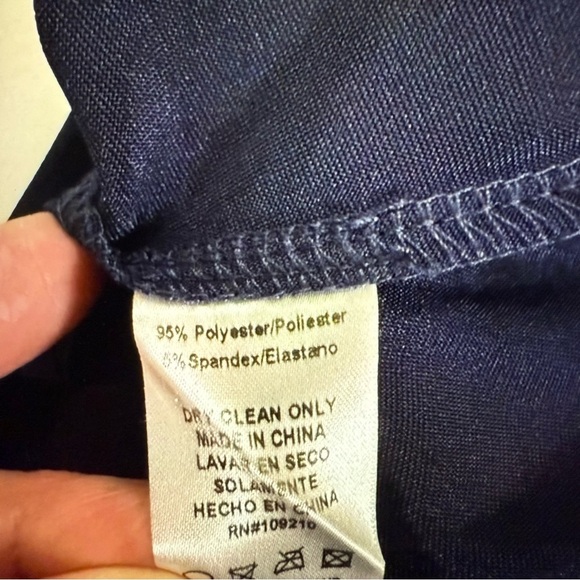 95% Polyester/Poliester
5% Spandex/Elastano
DRY CLEAN ONLY
MADE IN CHINA
LAVAR EN SECO
SOLAMENTE
HECHO EN CHINA
RN#109216